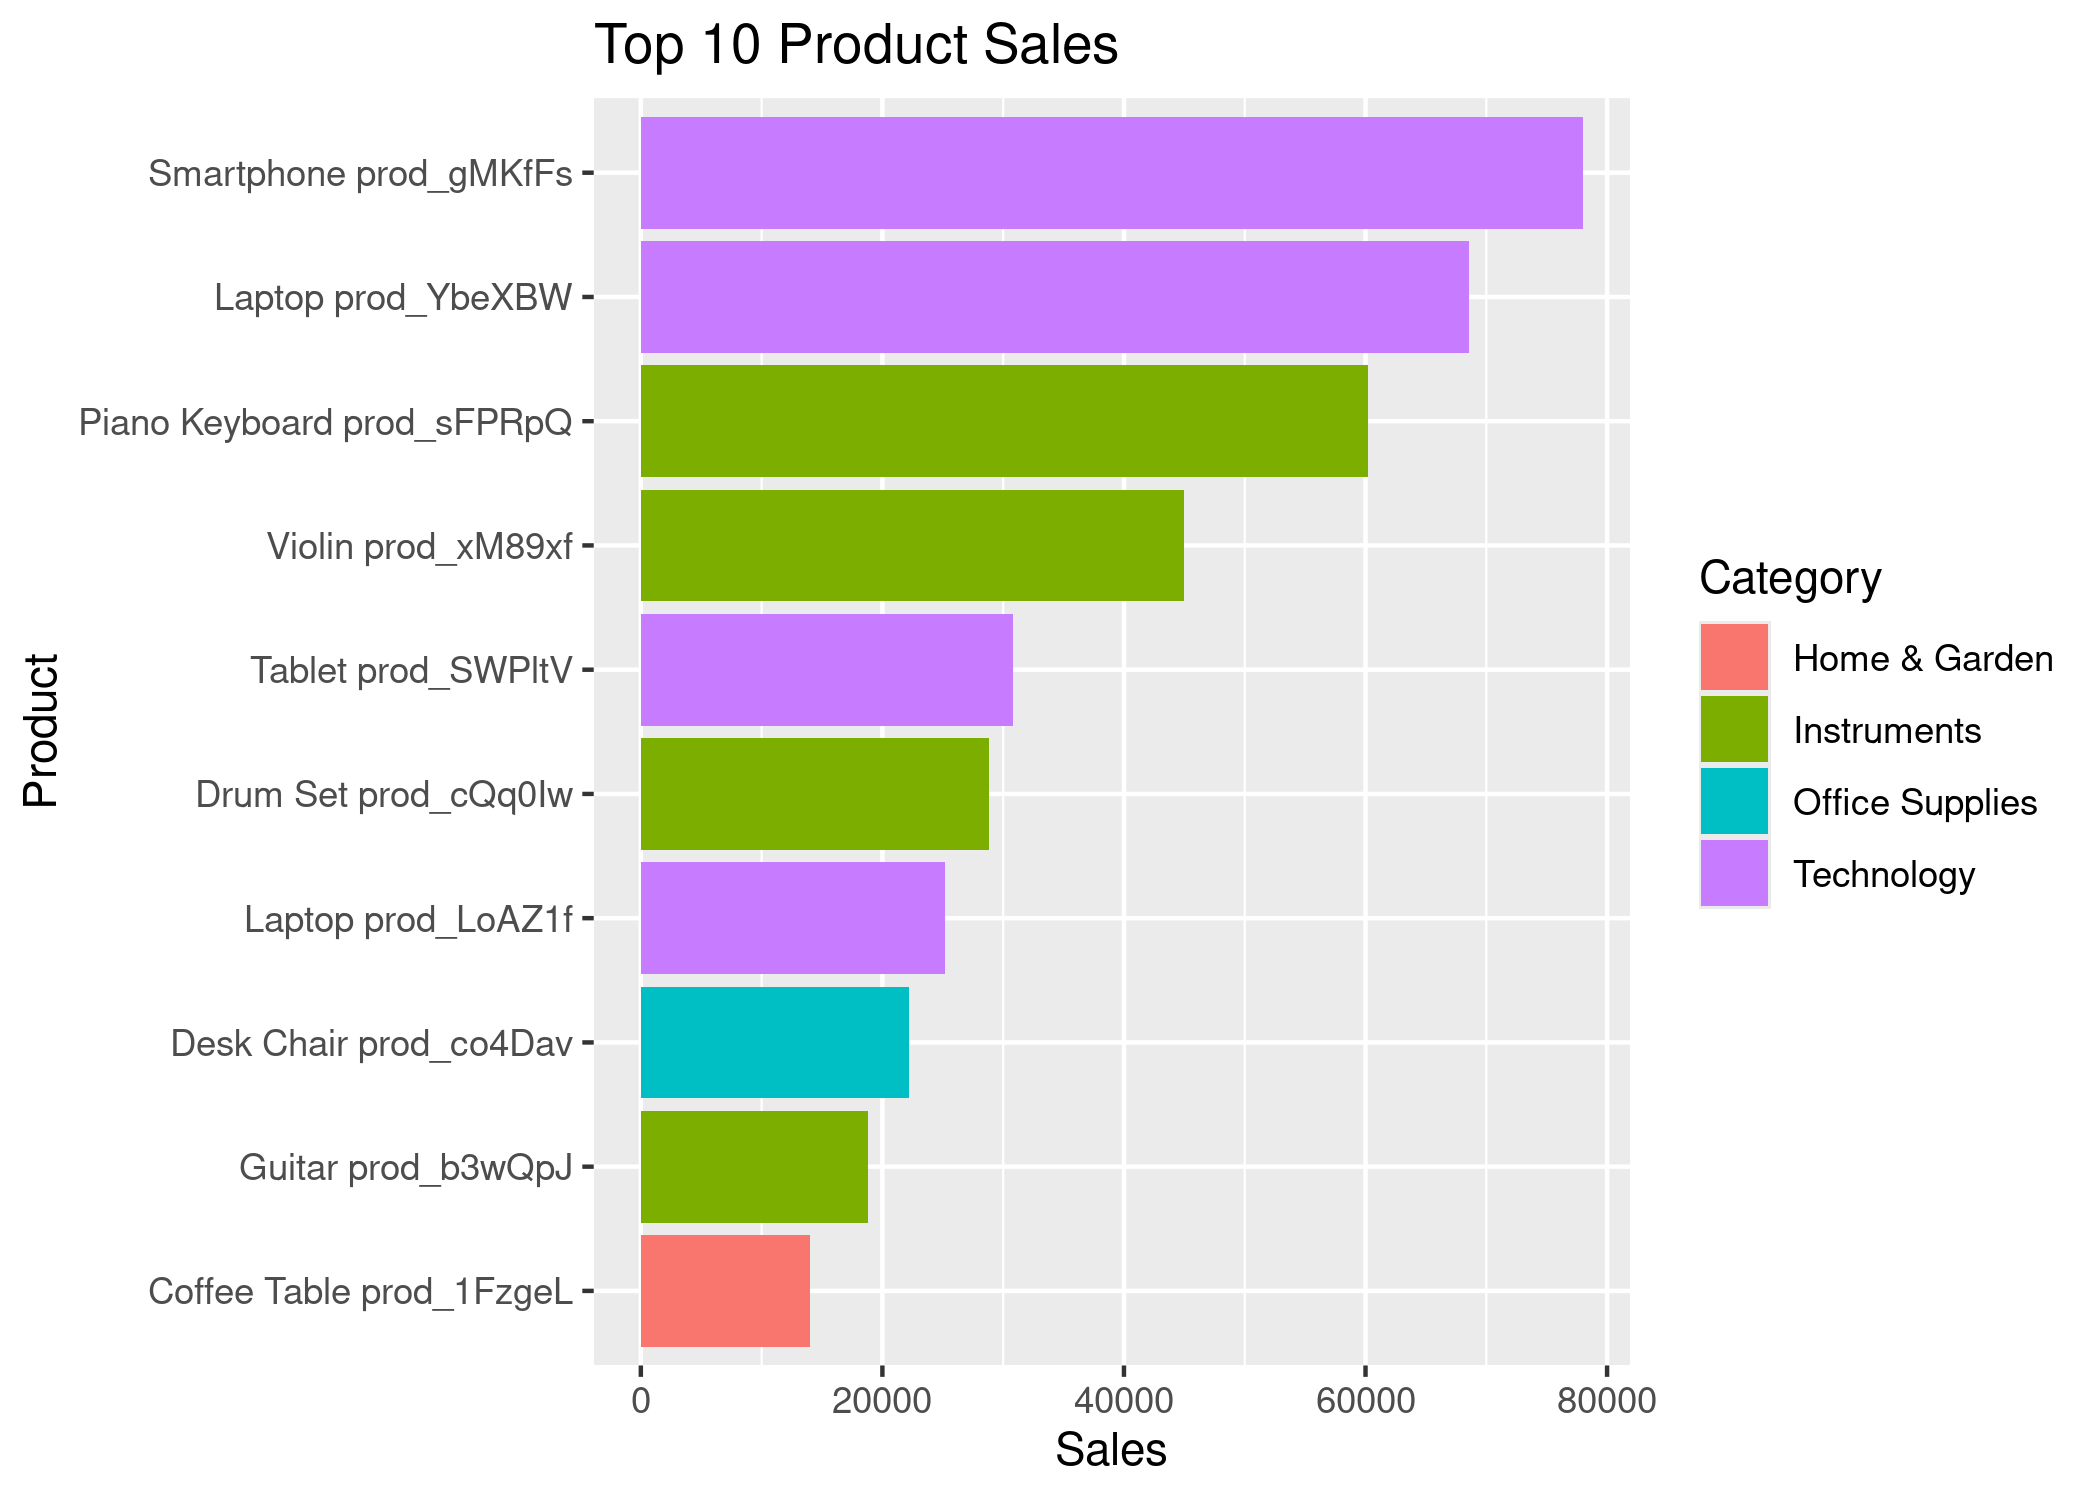 Top 10 Product Sales
Product
Smartphone prod_gMKfFs
Laptop prod_YbeXBW
Piano Keyboard prod_sFPRpQ
Violin prod_xM89xf
Tablet prod_SWPltV
Drum Set prod_cQq0lw
Laptop prod_LoAZ1f
Desk Chair prod_co4Dav
Guitar prod_b3wQpJ
Coffee Table prod_1FzgeL
0 20000 40000 60000 80000
Sales
Category
Home & Garden
Instruments
Office Supplies
Technology